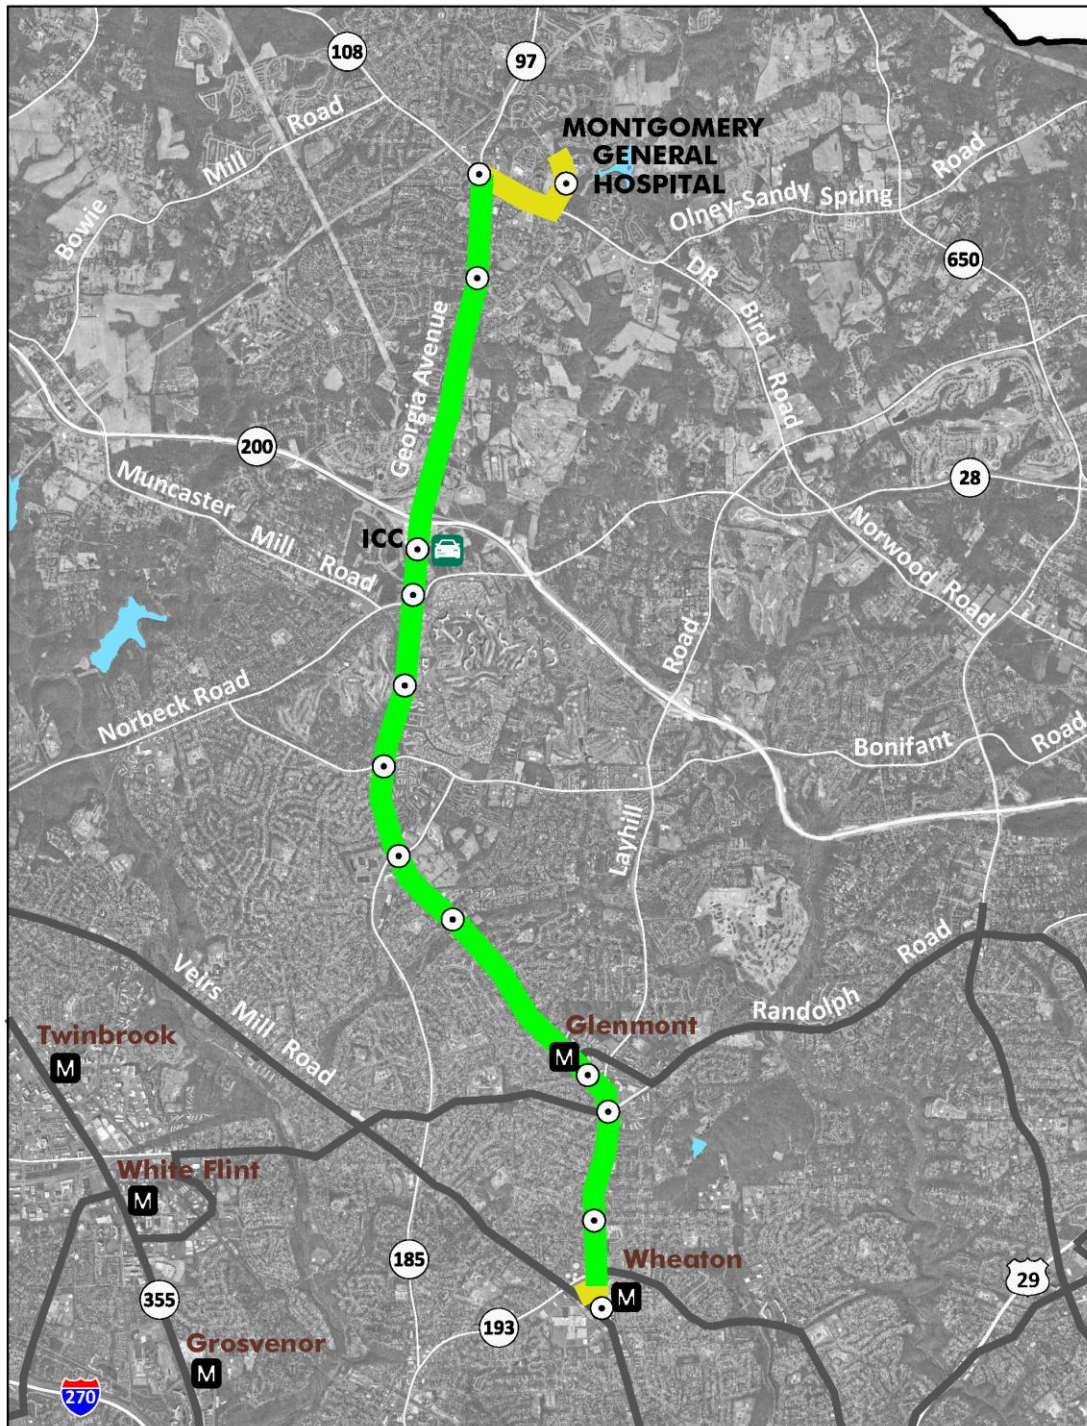 108
97
MONTGOMERY
GENERAL
HOSPITAL
Mill Road
Bowie
Olney-Sandy Spring Road
650
DR
Bird
Road
Georgia Avenue
200
28
Muncaster
Mill Road
ICC
Norwood Road
Norbeck Road
Layhill Road
Bonifant Road
Veirs Mill Road
Randolph Road
Glenmont
M
Twinbrook
M
White Flint
M
Wheaton
M
185
29
355
193
Grosvenor
M
270